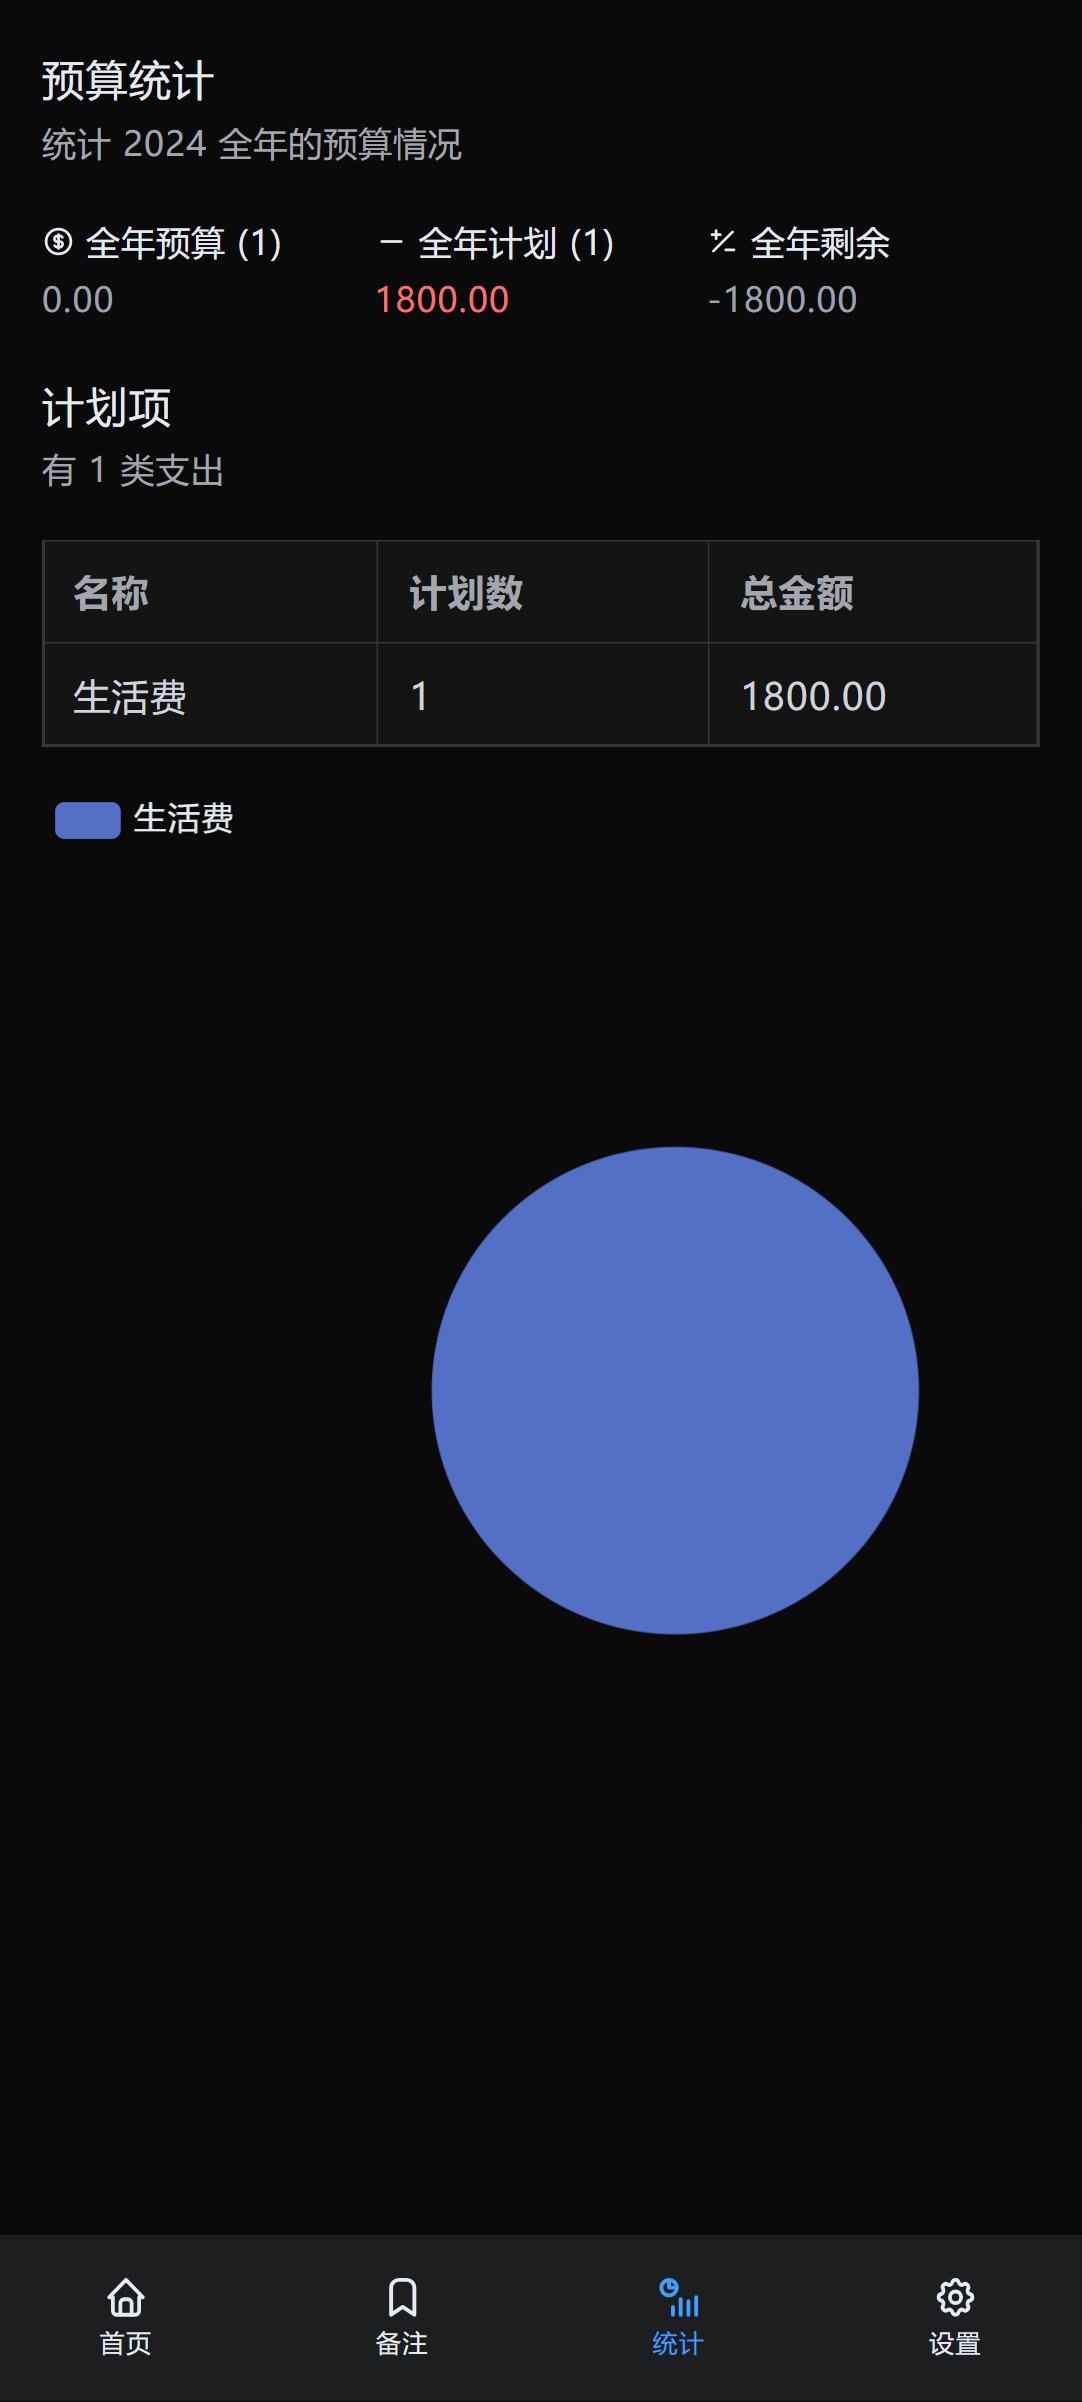 预算统计
统计 2024 全年的预算情况
全年预算 (1) 全年计划 (1) 全年剩余
0.00 1800.00 -1800.00
计划项
有 1 类支出
名称 计划数 总金额
生活费 1 1800.00
生活费
首页 备注 统计 设置